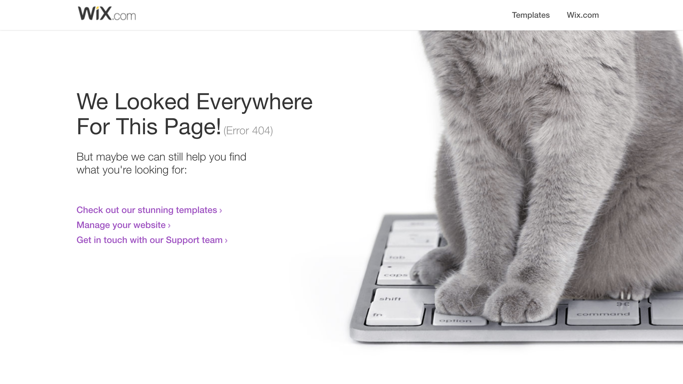 WiX.com
Templates Wix.com
We Looked Everywhere
For This Page! (Error 404)
But maybe we can still help you find
what you're looking for:
Check out our stunning templates ›
Manage your website ›
Get in touch with our Support team ›
tab
caps
shift
fn
option
⌘
command